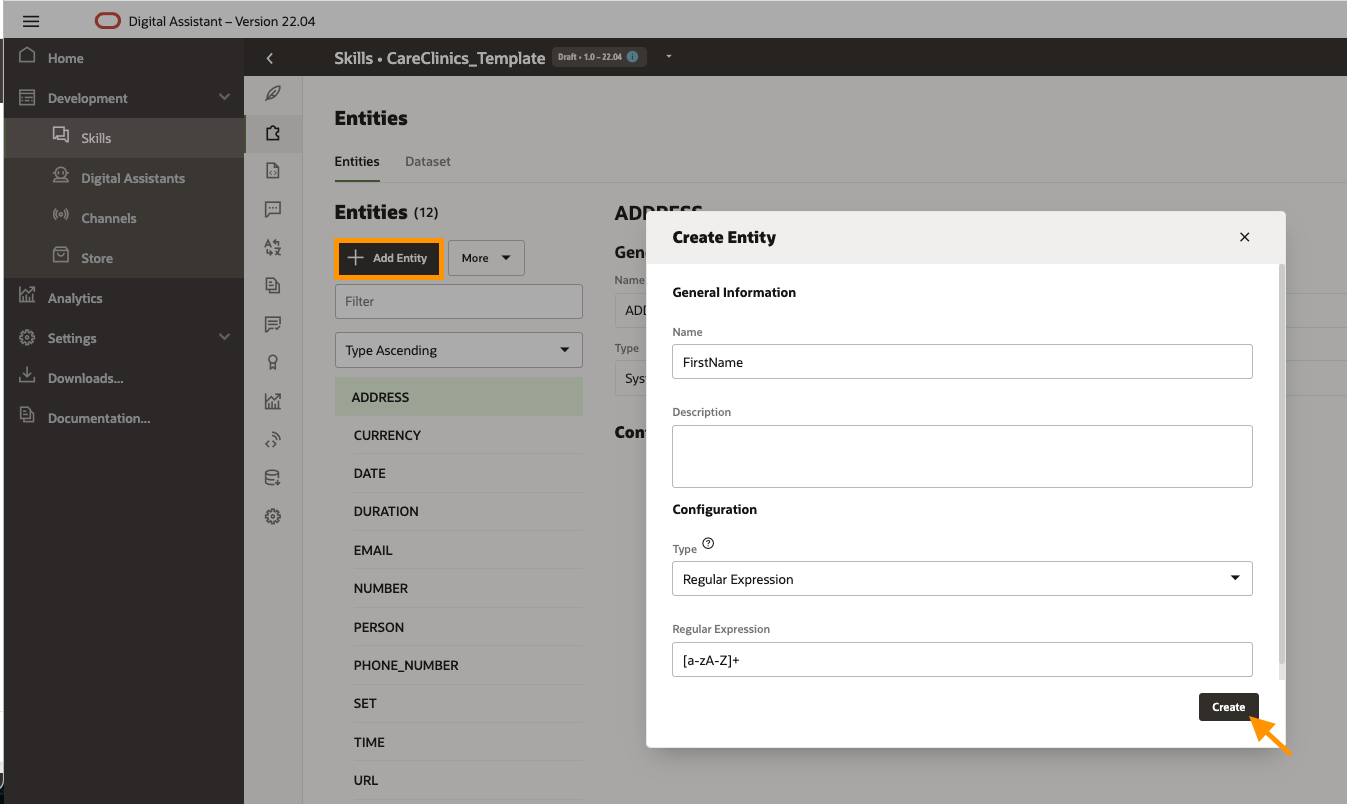 Digital Assistant – Version 22.04
Home
Development
Skills
Digital Assistants
Channels
Store
Analytics
Settings
Downloads...
Documentation...
Skills • CareClinics_Template Draft • 1.0 – 22.04
Entities
Entities Dataset
Entities (12)
Add Entity More
Filter
Type Ascending
ADDRESS
CURRENCY
DATE
DURATION
EMAIL
NUMBER
PERSON
PHONE_NUMBER
SET
TIME
URL
ADDRESS
Gen
Name
ADD
Type
Sys
Con
Create Entity
General Information
Name
FirstName
Description
Configuration
Type
Regular Expression
Regular Expression
[a-zA-Z]+
Create